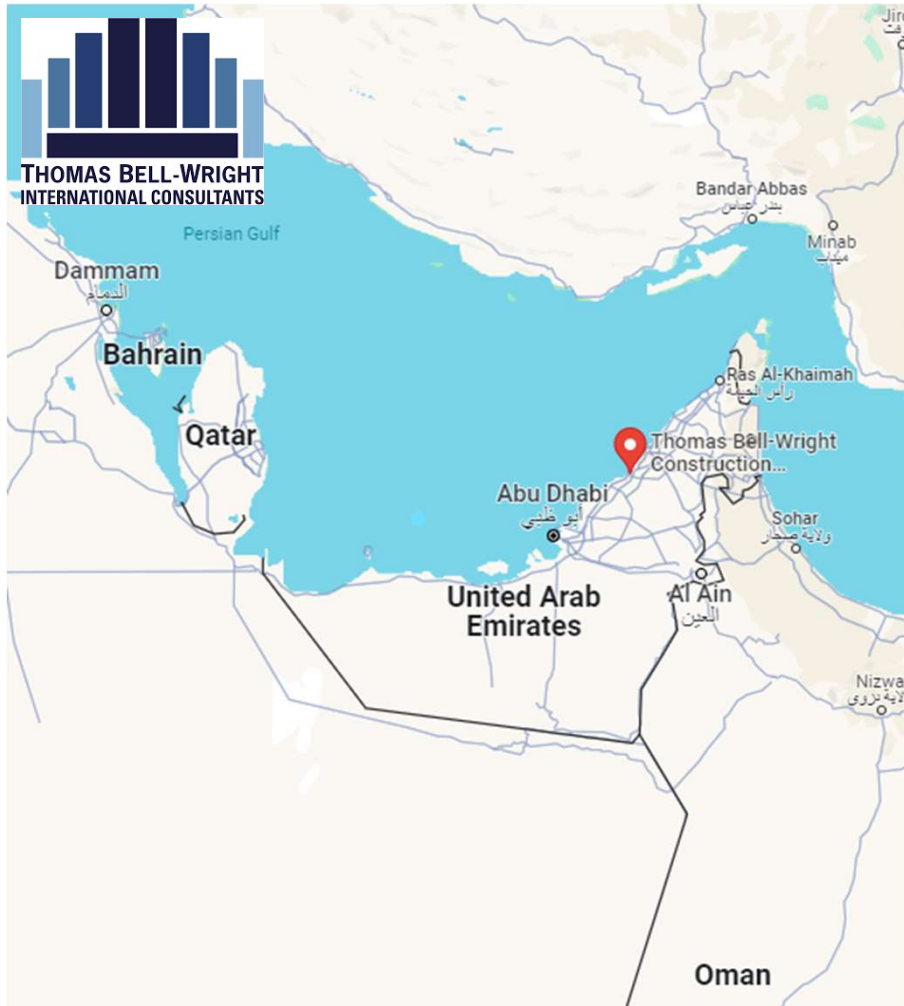 THOMAS BELL-WRIGHT
INTERNATIONAL CONSULTANTS
Persian Gulf
Bandar Abbas
بندر عباس
Minab
میناب
Dammam
الدمام
Bahrain
Ras Al-Khaimah
رأس الخيمة
Qatar
Thomas Bell-Wright
Construction...
Abu Dhabi
أبو ظبي
Sohar
ولاية صحار
United Arab
Emirates
Al Ain
العين
Nizwa
Oman